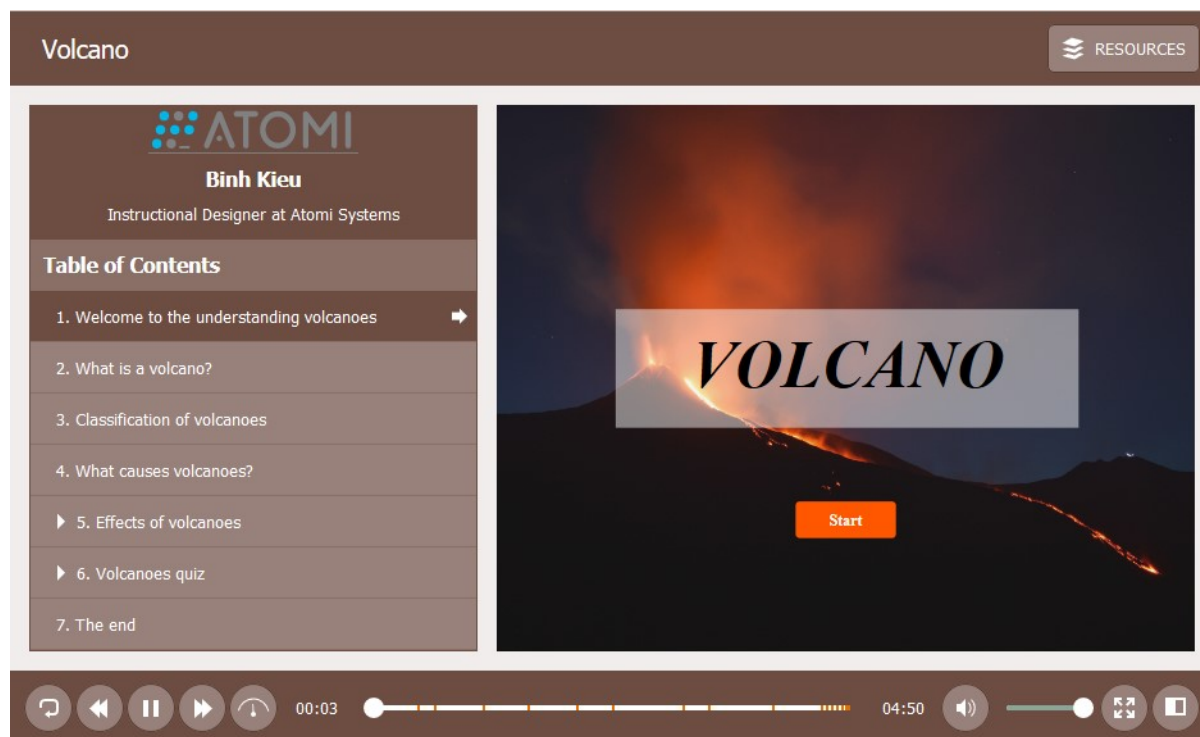 Volcano
RESOURCES
ATOMI
Binh Kieu
Instructional Designer at Atomi Systems
Table of Contents
1. Welcome to the understanding volcanoes
2. What is a volcano?
3. Classification of volcanoes
4. What causes volcanoes?
5. Effects of volcanoes
6. Volcanoes quiz
7. The end
VOLCANO
Start
00:03
04:50